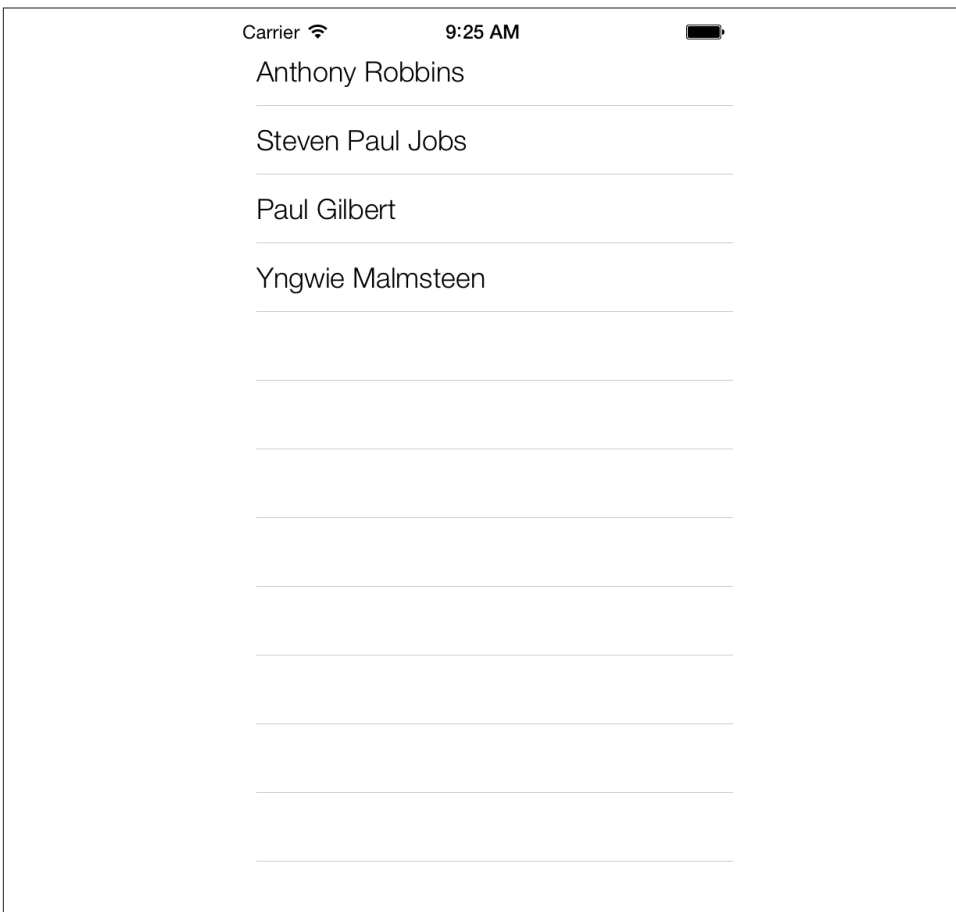 Carrier 9:25 AM
Anthony Robbins
Steven Paul Jobs
Paul Gilbert
Yngwie Malmsteen